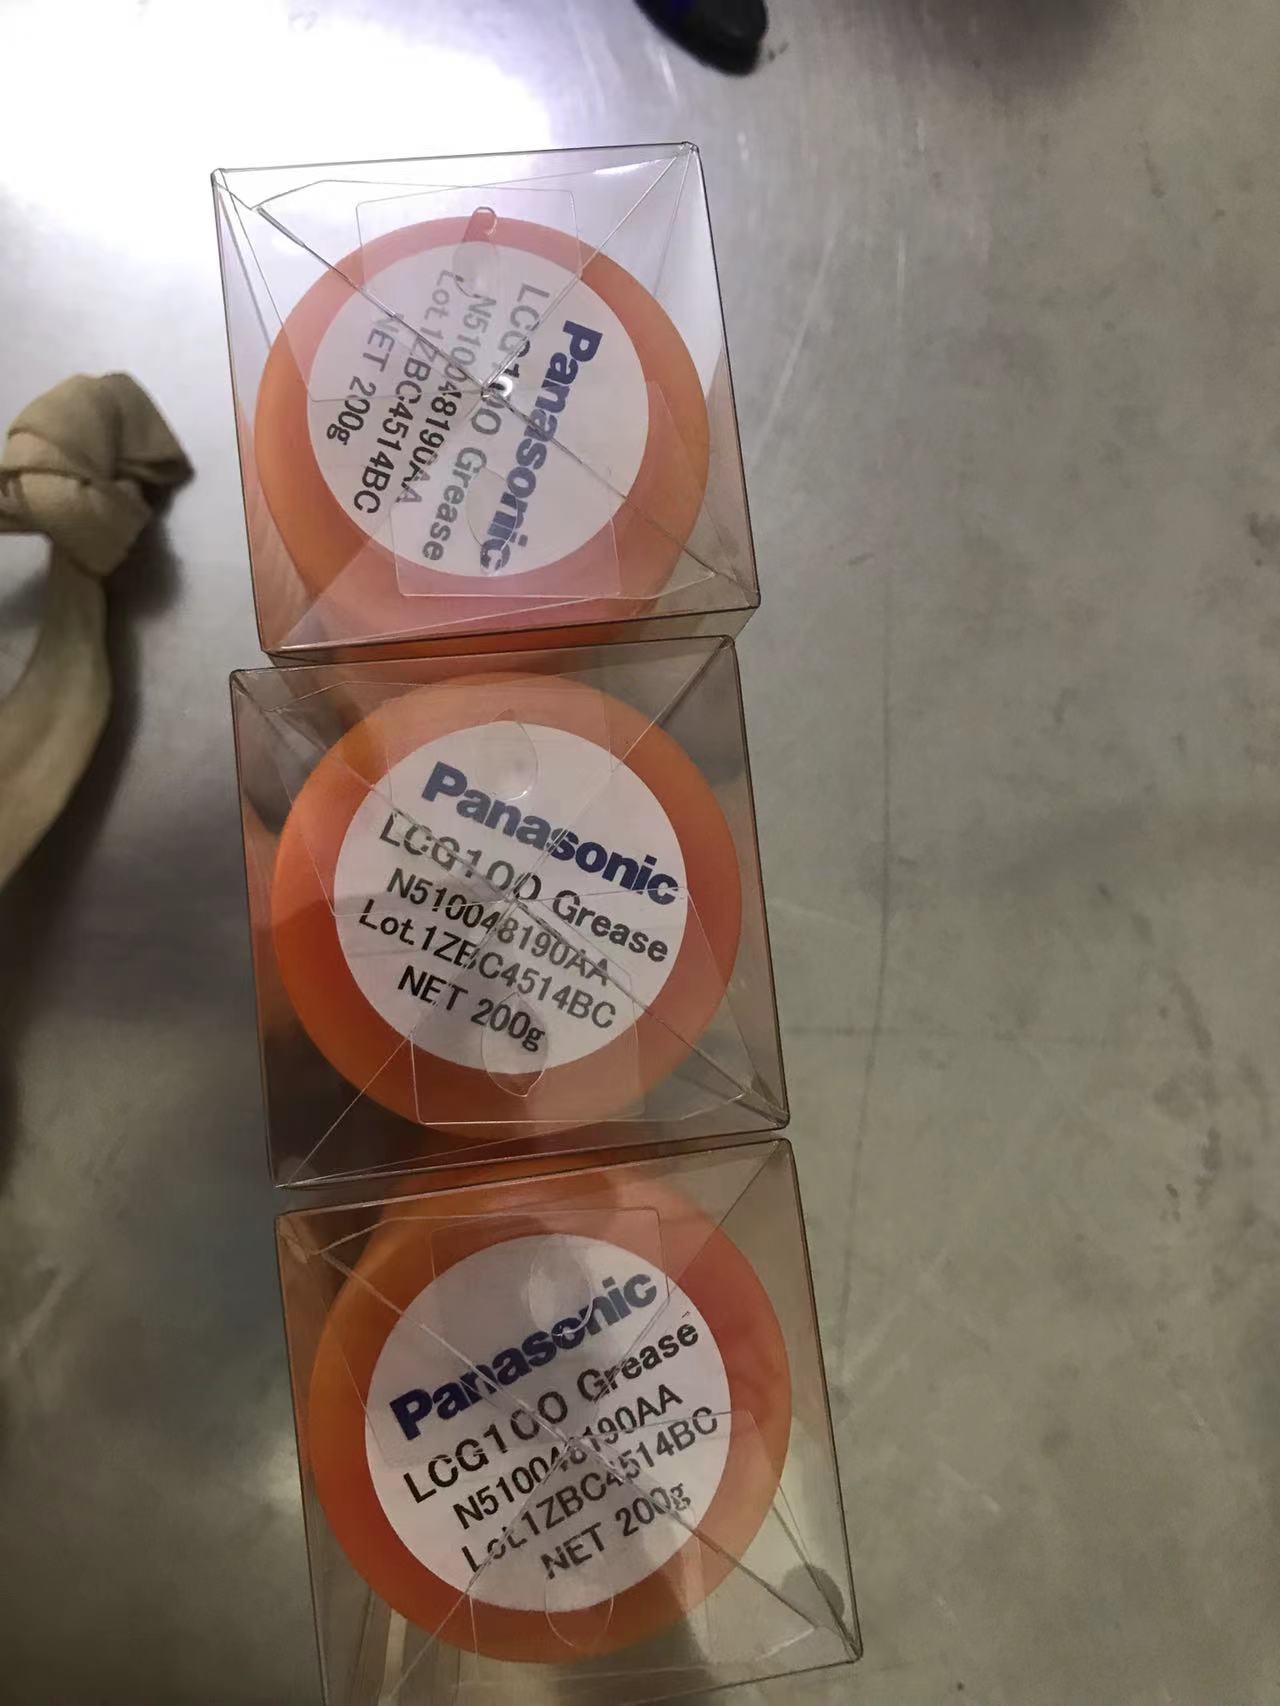 Panasonic
LCG100 Grease
N510048190AA
Lot.1ZBC4514BC
NET 200g
Panasonic
LCG100 Grease
N510048190AA
Lot.1ZBC4514BC
NET 200g
Panasonic
LCG100 Grease
N510048190AA
Lot.1ZBC4514BC
NET 200g